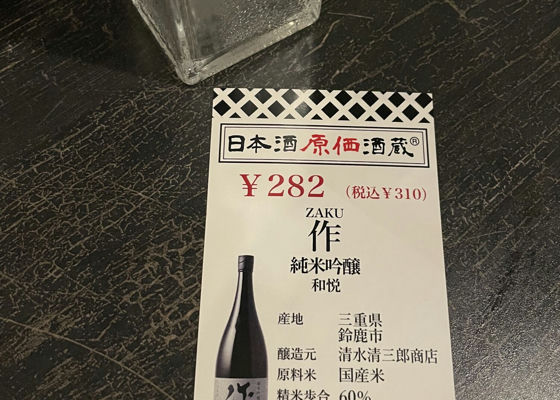 日本酒原価酒蔵®
￥282 (税込￥310)
ZAKU
作
純米吟醸
和悦
産地 三重県
鈴鹿市
醸造元 清水清三郎商店
原料米 国産米
精米歩合 60%
作